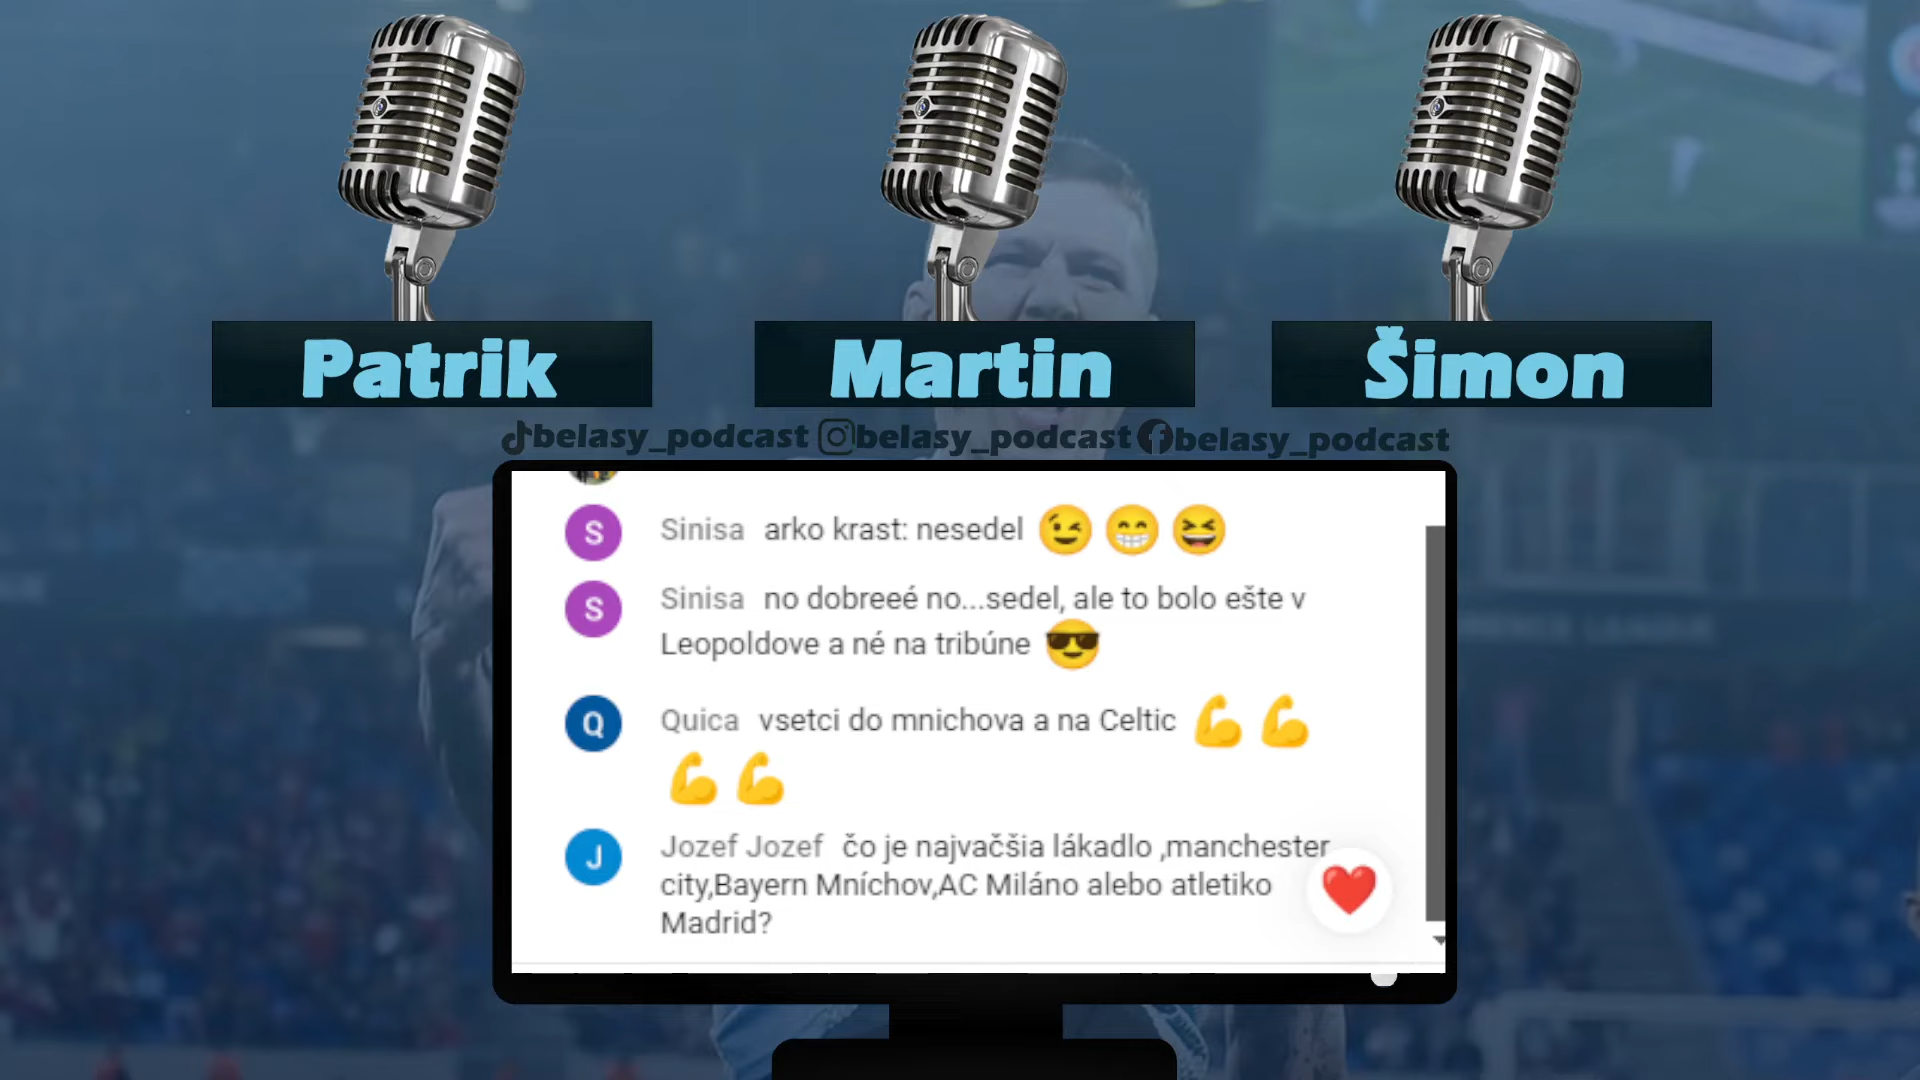 Patrik
Martin
Šimon
belasy_podcast belasy_podcast belasy_podcast
S
Sinisa arko krast: nesedel 😉😁😆
S
Sinisa no dobreeé no...sedel, ale to bolo ešte v
Leopoldove a né na tribúne 😎
Q
Quica vsetci do mnichova a na Celtic 💪💪
💪💪
J
Jozef Jozef čo je najvačšia lákadlo ,manchester
city,Bayern Mníchov,AC Miláno alebo atletiko
Madrid?